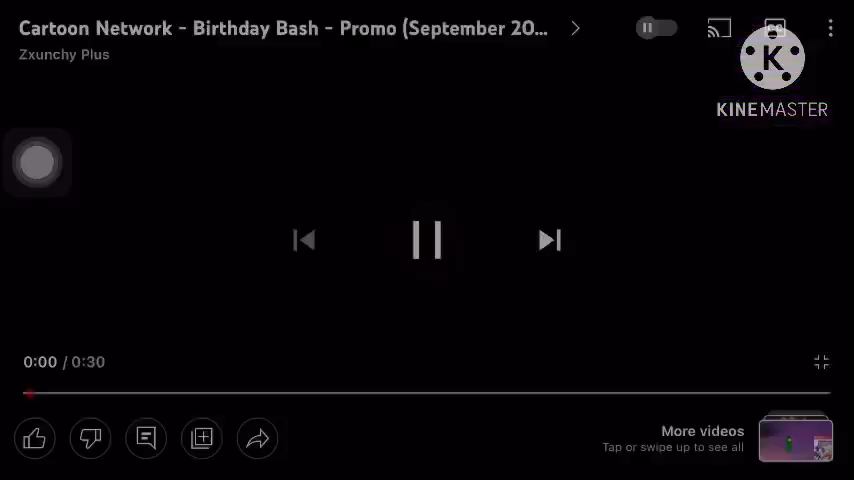 Cartoon Network - Birthday Bash - Promo (September 20...
Zxunchy Plus
K
KINEMASTER
0:00 / 0:30
More videos
Tap or swipe up to see all